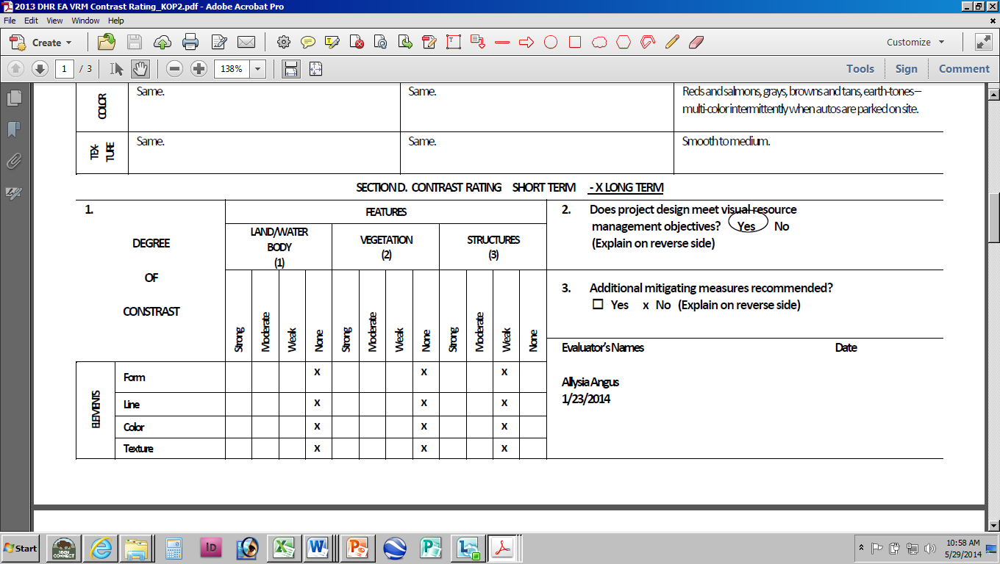 2013 DHR EA VRM Contrast Rating_KOP2.pdf - Adobe Acrobat Pro
File Edit View Window Help
Create
Customize
1 / 3
138%
Tools Sign Comment
COLOR
Same.
Same.
Reds and salmons, grays, browns and tans, earth-tones –
multi-color intermittently when autos are parked on site.
TEX-
TURE
Same.
Same.
Smooth to medium.
SECTION D. CONTRAST RATING SHORT TERM - X LONG TERM
1.
DEGREE
OF
CONSTRAST
FEATURES
LAND/WATER
BODY
(1)
VEGETATION
(2)
STRUCTURES
(3)
Strong Moderate Weak None Strong Moderate Weak None Strong Moderate Weak None
ELEMENTS
Form X X X
Line X X X
Color X X X
Texture X X X
2. Does project design meet visual resource
management objectives? Yes No
(Explain on reverse side)
3. Additional mitigating measures recommended?
Yes x No (Explain on reverse side)
Evaluator's Names Date
Allysia Angus
1/23/2014
Start
BISON
CONNECT
Id
10:58 AM
5/29/2014